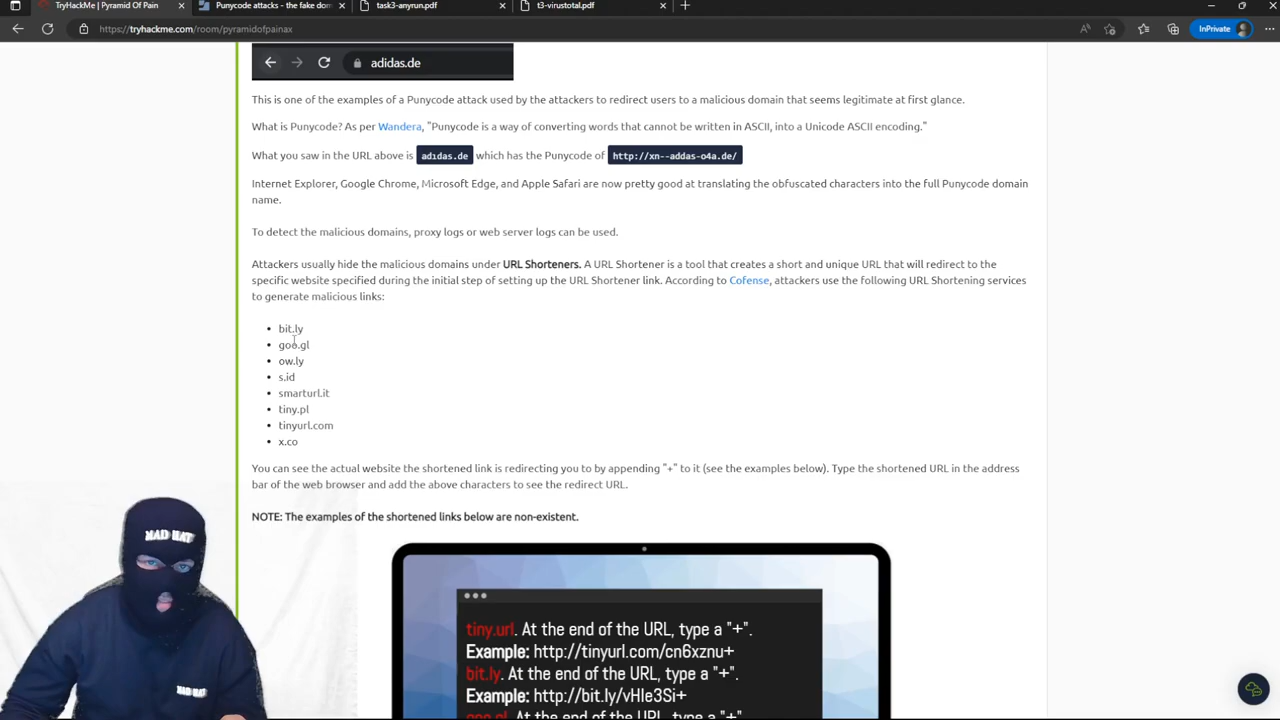 TryHackMe | Pyramid Of Pain
Punycode attacks - the fake dom
task3-anyrun.pdf
t3-virustotal.pdf
https://tryhackme.com/room/pyramidofpainax
InPrivate
adidas.de
This is one of the examples of a Punycode attack used by the attackers to redirect users to a malicious domain that seems legitimate at first glance.
What is Punycode? As per Wandera, "Punycode is a way of converting words that cannot be written in ASCII, into a Unicode ASCII encoding."
What you saw in the URL above is adıdas.de which has the Punycode of http://xn--addas-o4a.de/
Internet Explorer, Google Chrome, Microsoft Edge, and Apple Safari are now pretty good at translating the obfuscated characters into the full Punycode domain
name.
To detect the malicious domains, proxy logs or web server logs can be used.
Attackers usually hide the malicious domains under URL Shorteners. A URL Shortener is a tool that creates a short and unique URL that will redirect to the
specific website specified during the initial step of setting up the URL Shortener link. According to Cofense, attackers use the following URL Shortening services
to generate malicious links:
• bit.ly
• goo.gl
• ow.ly
• s.id
• smarturl.it
• tiny.pl
• tinyurl.com
• x.co
You can see the actual website the shortened link is redirecting you to by appending "+" to it (see the examples below). Type the shortened URL in the address
bar of the web browser and add the above characters to see the redirect URL.
NOTE: The examples of the shortened links below are non-existent.
tiny.url. At the end of the URL, type a "+".
Example: http://tinyurl.com/cn6xznu+
bit.ly. At the end of the URL, type a "+".
Example: http://bit.ly/vHIe3Si+
goo.gl. At the end of the URL, type a "+".
MAD HAT
MAD HAT